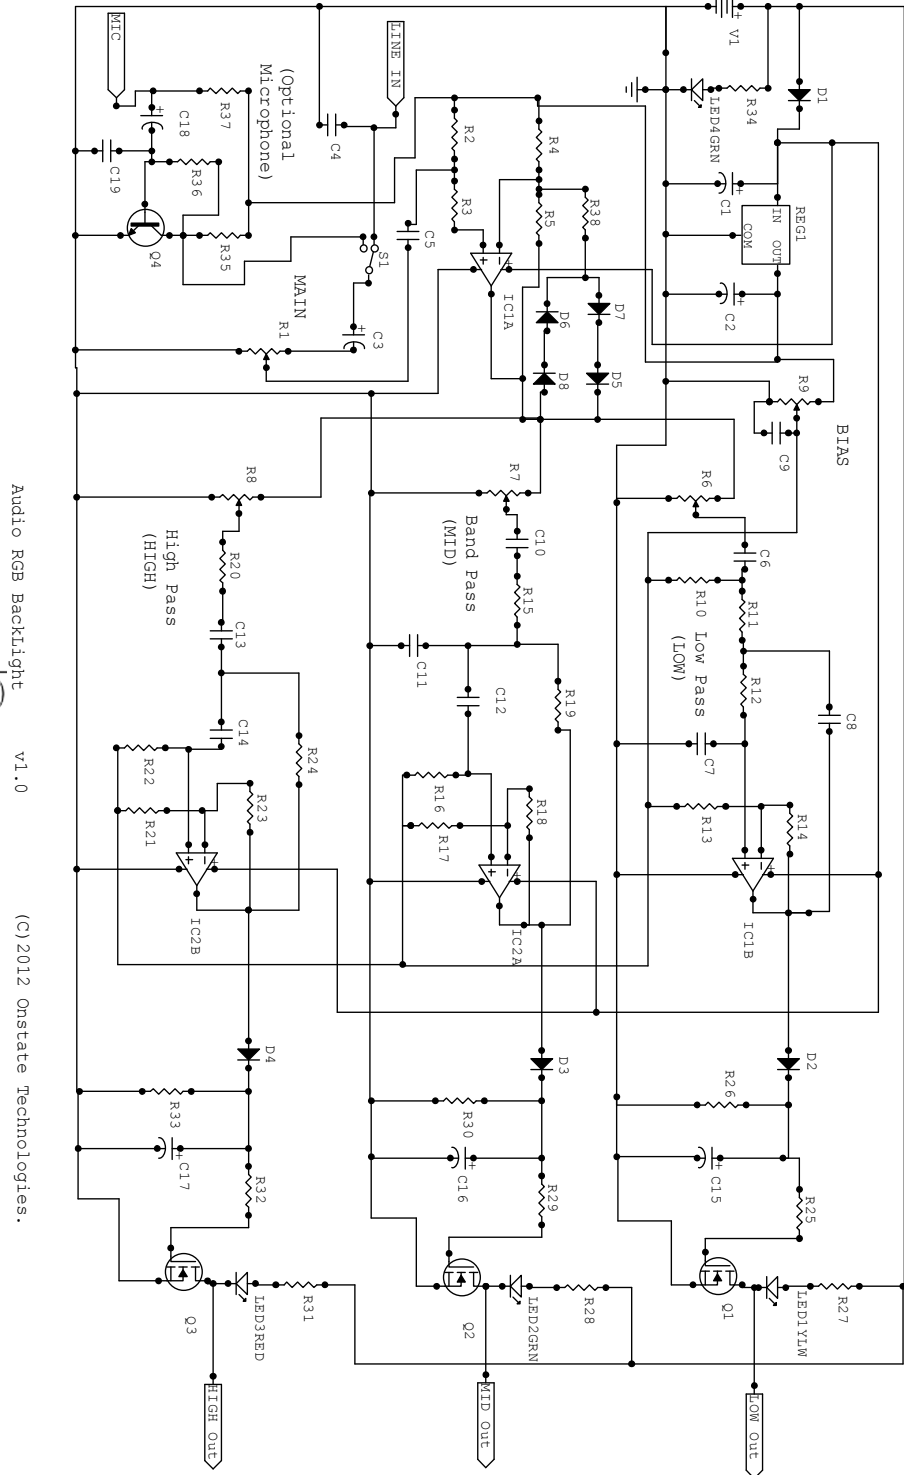 MIC
LINE IN
V1
R37
(Optional
Microphone)
C18
C4
R2
R4
LED4GRN
R34
D1
C19
R36
R3
R5
R38
C1
REG1
IN
OUT
COM
Q4
R35
C5
S1
MAIN
IC1A
D6
D7
C2
R1
C3
D8
D5
R9
BIAS
C9
R8
R7
R6
High Pass
(HIGH)
Band Pass
(MID)
C10
R20
R15
C6
R10
R11
Low Pass
(LOW)
C13
C11
R12
C12
R19
C8
C14
R24
C7
R22
R16
R23
R18
R21
R17
R13
R14
IC2B
IC2A
IC1B
D4
D3
D2
R33
R30
R26
C17
C16
C15
R32
R29
R25
Q3
LED3RED
R31
Q2
LED2GRN
R28
Q1
LED1YLW
R27
HIGH Out
MID Out
LOW Out
Audio RGB BackLight v1.0 (C)2012 Onstate Technologies.